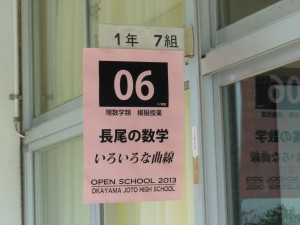 1年 7組
06
理数学類 模擬授業
長尾の数学
いろいろな曲線
OPEN SCHOOL 2013
OKAYAMA JOTO HIGH SCHOOL